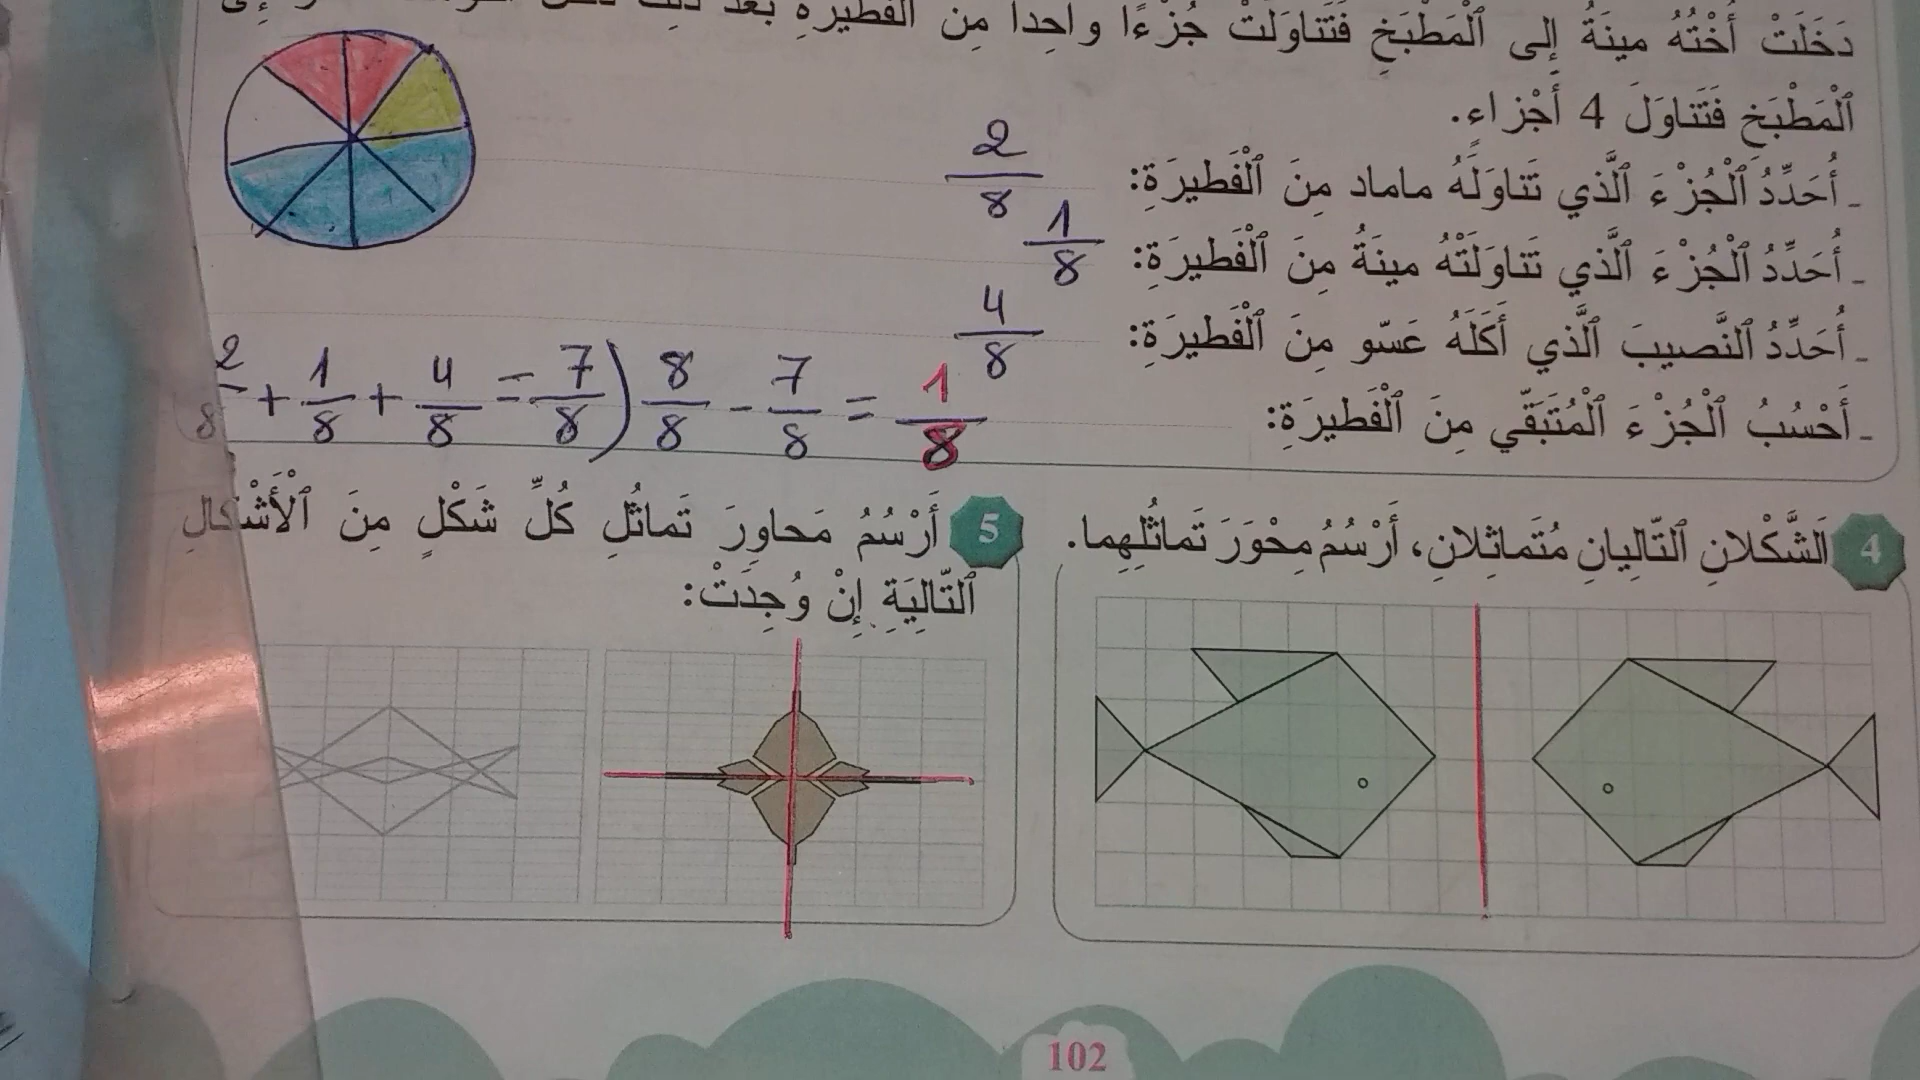 دَخَلَتْ أُخْتُهُ مينَةُ إِلى ٱلْمَطْبَخِ فَتَناوَلَتْ جُزْءًا واحِدًا مِنَ ٱلْفَطيرَةِ بَعْدَ ذَلِكَ
ٱلْمَطْبَخِ فَتَناوَلَ 4 أَجْزاءٍ.
ـ أُحَدِّدُ ٱلْجُزْءَ ٱلَّذي تَناوَلَهُ ماماد مِنَ ٱلْفَطيرَةِ: 2/8
ـ أُحَدِّدُ ٱلْجُزْءَ ٱلَّذي تَناوَلَتْهُ مينَةُ مِنَ ٱلْفَطيرَةِ: 1/8
ـ أُحَدِّدُ ٱلنَّصيبَ ٱلَّذي أَكَلَهُ عَسّو مِنَ ٱلْفَطيرَةِ: 4/8
ـ أَحْسُبُ ٱلْجُزْءَ ٱلْمُتَبَقّي مِنَ ٱلْفَطيرَةِ:
2/8 + 1/8 + 4/8 = 7/8 ) 8/8 - 7/8 = 1/8
4 اَلشَّكْلانِ ٱلتّالِيانِ مُتَماثِلانِ، أَرْسُمُ مِحْوَرَ تَماثُلِهِما.
5 أَرْسُمُ مَحاوِرَ تَماثُلِ كُلِّ شَكْلٍ مِنَ ٱلْأَشْكالِ
ٱلتّالِيَةِ إِنْ وُجِدَتْ:
102